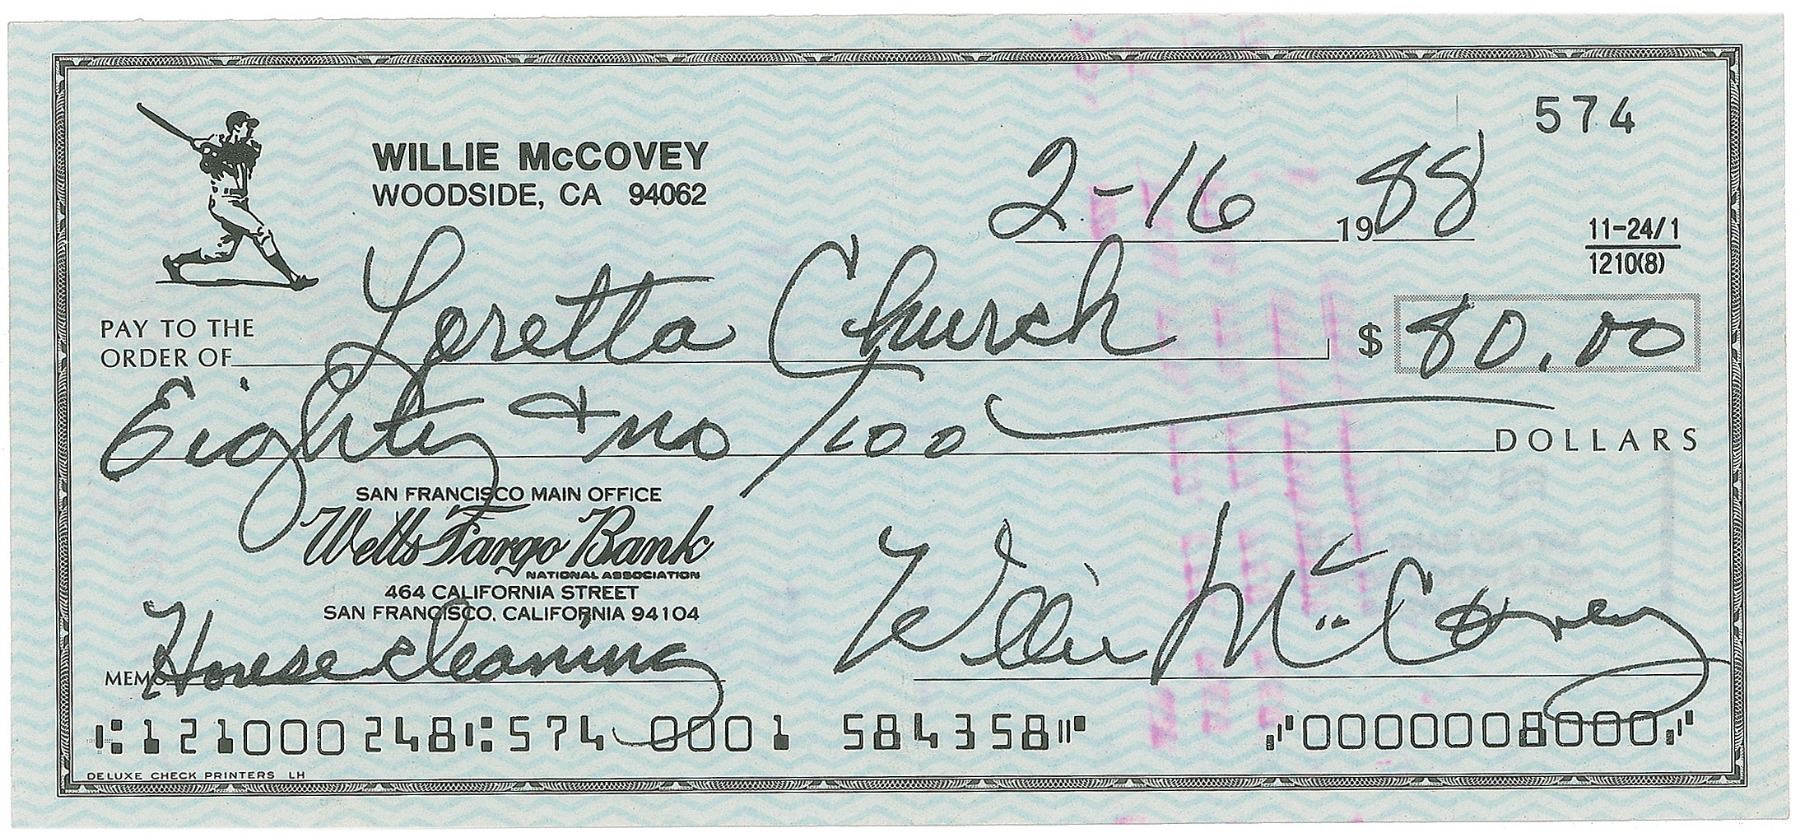 574
WILLIE McCOVEY
WOODSIDE, CA 94062
2-16 1988
11-24/1
1210(8)
PAY TO THE
ORDER OF Loretta Church $ 80.00
Eighty + no/100 DOLLARS
SAN FRANCISCO MAIN OFFICE
Wells Fargo Bank
NATIONAL ASSOCIATION
464 CALIFORNIA STREET
SAN FRANCISCO, CALIFORNIA 94104
MEMO House cleaning Willie McCovey
⑆121000248⑆574 0001 584358⑈ ⑇0000008000⑇
DELUXE CHECK PRINTERS LH